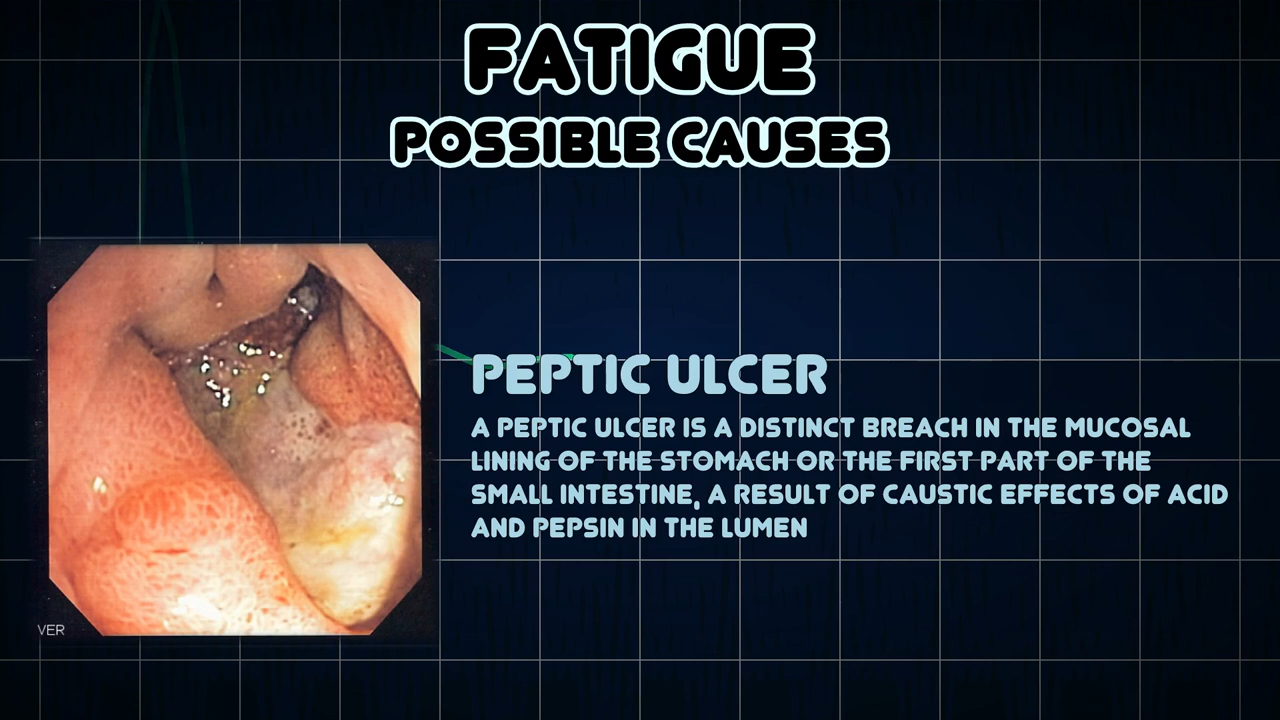 FATIGUE
POSSIBLE CAUSES
PEPTIC ULCER
A PEPTIC ULCER IS A DISTINCT BREACH IN THE MUCOSAL
LINING OF THE STOMACH OR THE FIRST PART OF THE
SMALL INTESTINE, A RESULT OF CAUSTIC EFFECTS OF ACID
AND PEPSIN IN THE LUMEN
VER